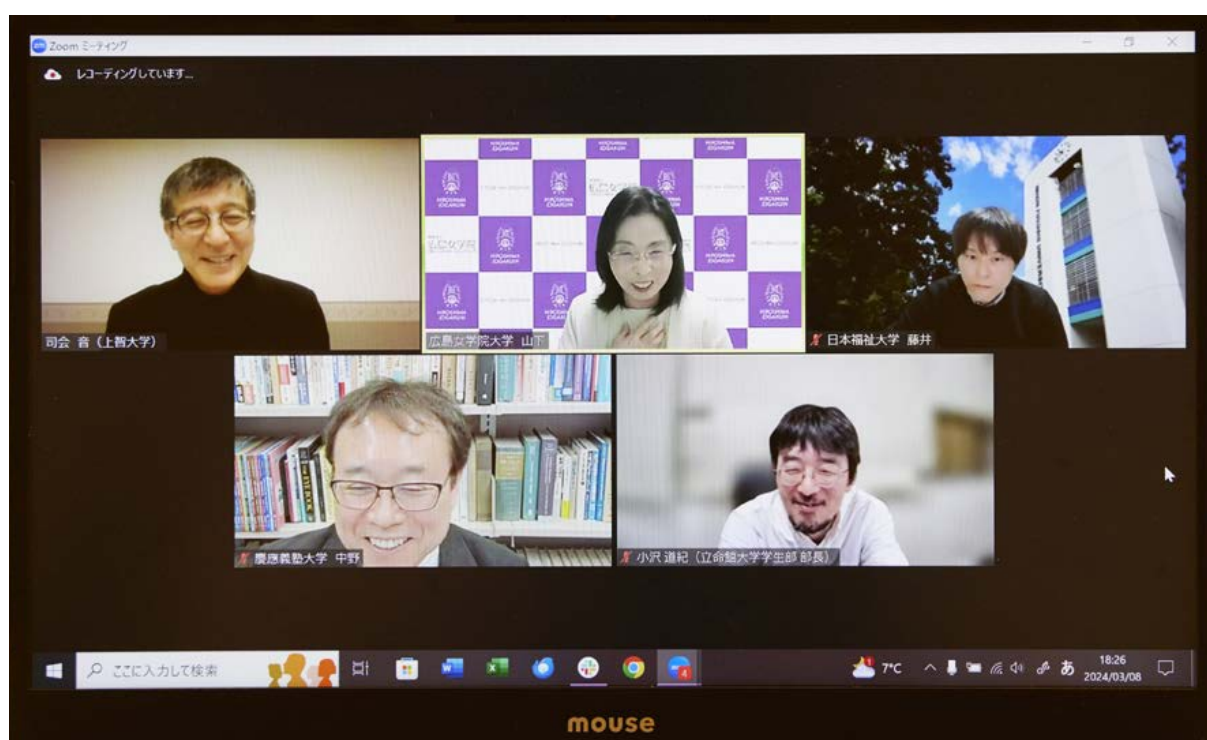 Zoom ミーティング
レコーディングしています...
HIROSHIMA
JOGAKUIN
司会 音（上智大学）
広島女学院大学 山下
日本福祉大学 藤井
慶應義塾大学 中野
小沢 道紀（立命館大学学生部 部長）
ここに入力して検索
4
1
7°C
あ
18:26
2024/03/08
mouse